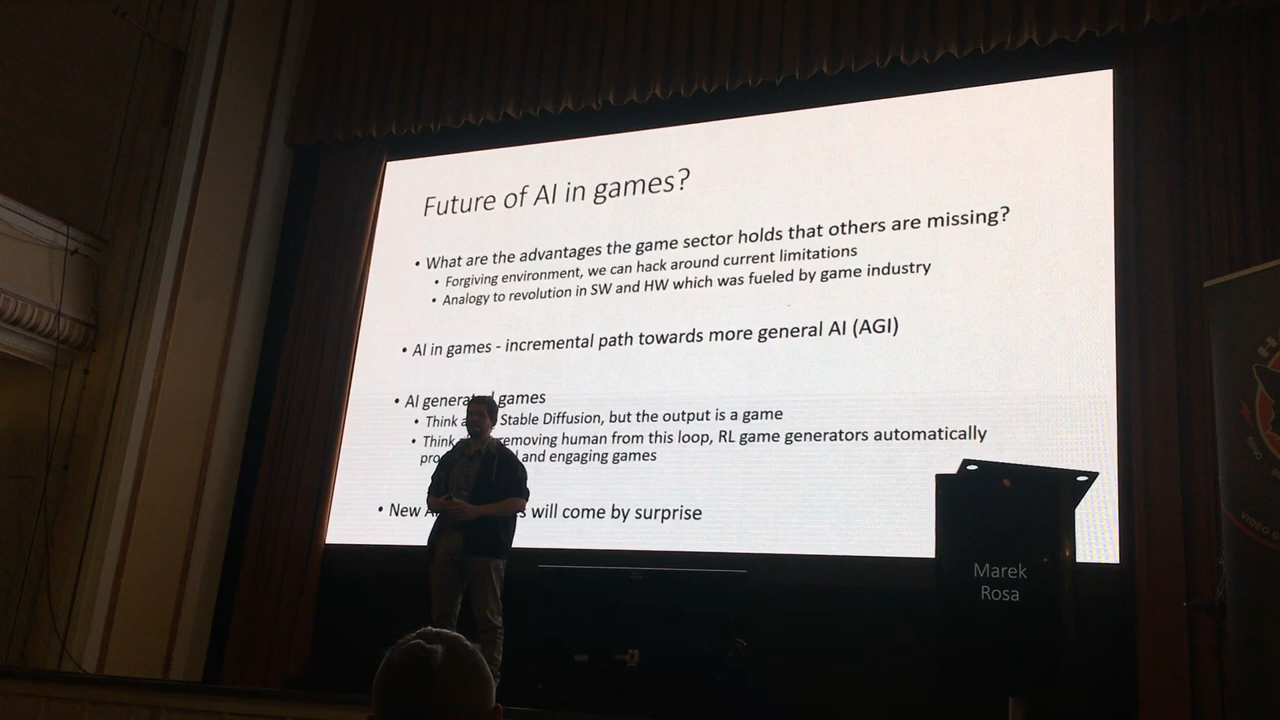 Future of AI in games?
• What are the advantages the game sector holds that others are missing?
• Forgiving environment, we can hack around current limitations
• Analogy to revolution in SW and HW which was fueled by game industry
• AI in games - incremental path towards more general AI (AGI)
• AI games
• Think Stable Diffusion, but the output is a game
• Think removing human from this loop, RL game generators automatically
and engaging games
• New will come by surprise
Marek
Rosa
VIDEO